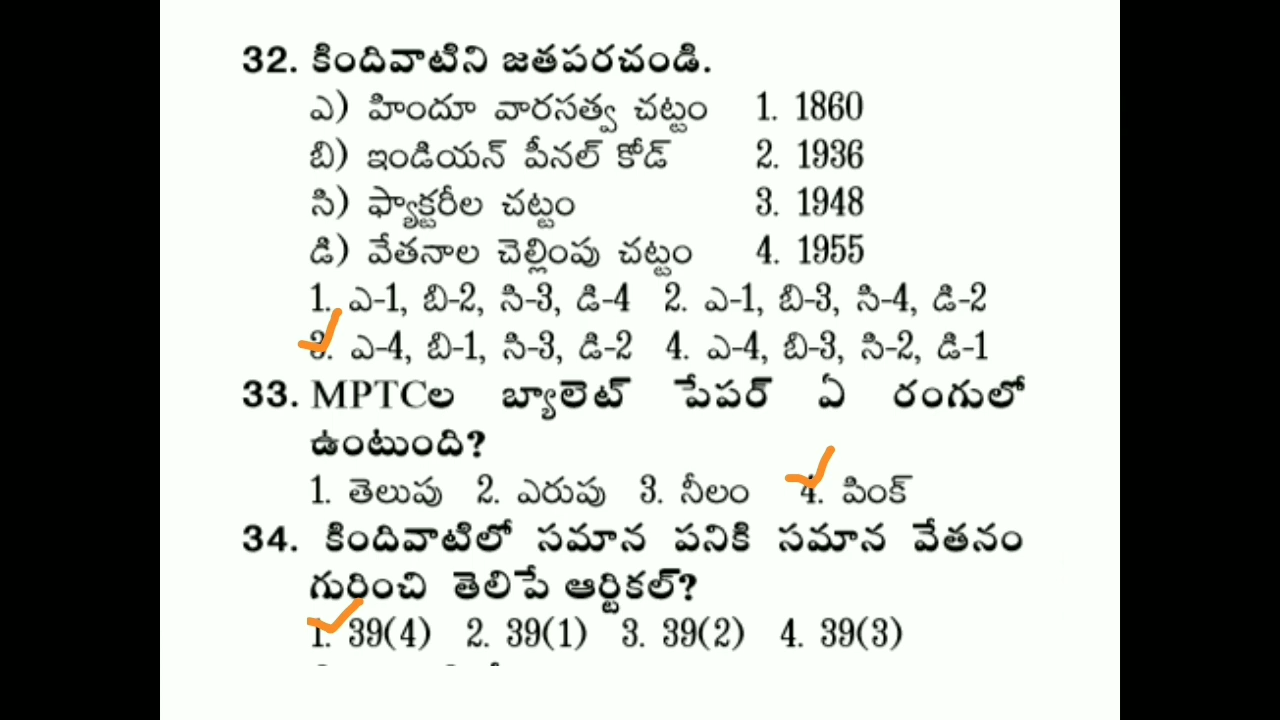 32. కిందివాటిని జతపరచండి.
ఎ) హిందూ వారసత్వ చట్టం 1. 1860
బి) ఇండియన్ పీనల్ కోడ్ 2. 1936
సి) ఫ్యాక్టరీల చట్టం 3. 1948
డి) వేతనాల చెల్లింపు చట్టం 4. 1955
1. ఎ-1, బి-2, సి-3, డి-4 2. ఎ-1, బి-3, సి-4, డి-2
3. ఎ-4, బి-1, సి-3, డి-2 4. ఎ-4, బి-3, సి-2, డి-1
33. MPTCల బ్యాలెట్ పేపర్ ఏ రంగులో
ఉంటుంది?
1. తెలుపు 2. ఎరుపు 3. నీలం 4. పింక్
34. కిందివాటిలో సమాన పనికి సమాన వేతనం
గురించి తెలిపే ఆర్టికల్?
1. 39(4) 2. 39(1) 3. 39(2) 4. 39(3)